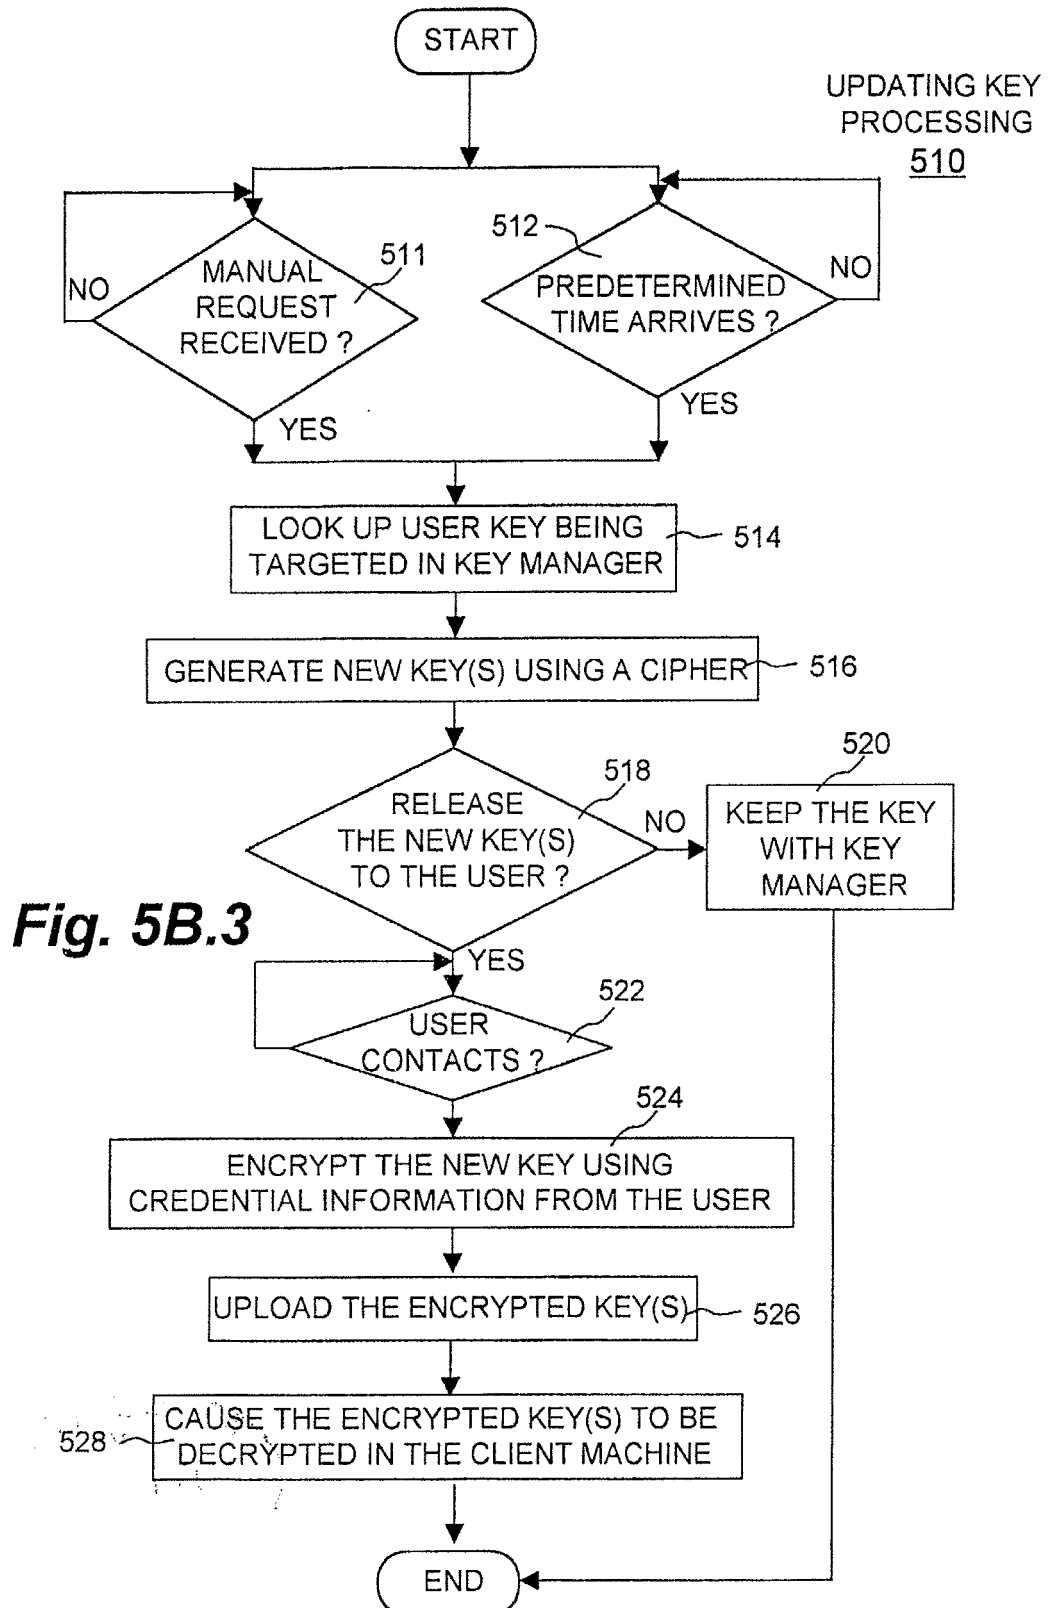 START
UPDATING KEY
PROCESSING
510
512
511
MANUAL
REQUEST
RECEIVED ?
NO
PREDETERMINED
TIME ARRIVES ?
NO
YES
YES
LOOK UP USER KEY BEING
TARGETED IN KEY MANAGER
514
GENERATE NEW KEY(S) USING A CIPHER
516
518
RELEASE
THE NEW KEY(S)
TO THE USER ?
NO
520
KEEP THE KEY
WITH KEY
MANAGER
Fig. 5B.3
YES
522
USER
CONTACTS ?
524
ENCRYPT THE NEW KEY USING
CREDENTIAL INFORMATION FROM THE USER
UPLOAD THE ENCRYPTED KEY(S)
526
528
CAUSE THE ENCRYPTED KEY(S) TO BE
DECRYPTED IN THE CLIENT MACHINE
END